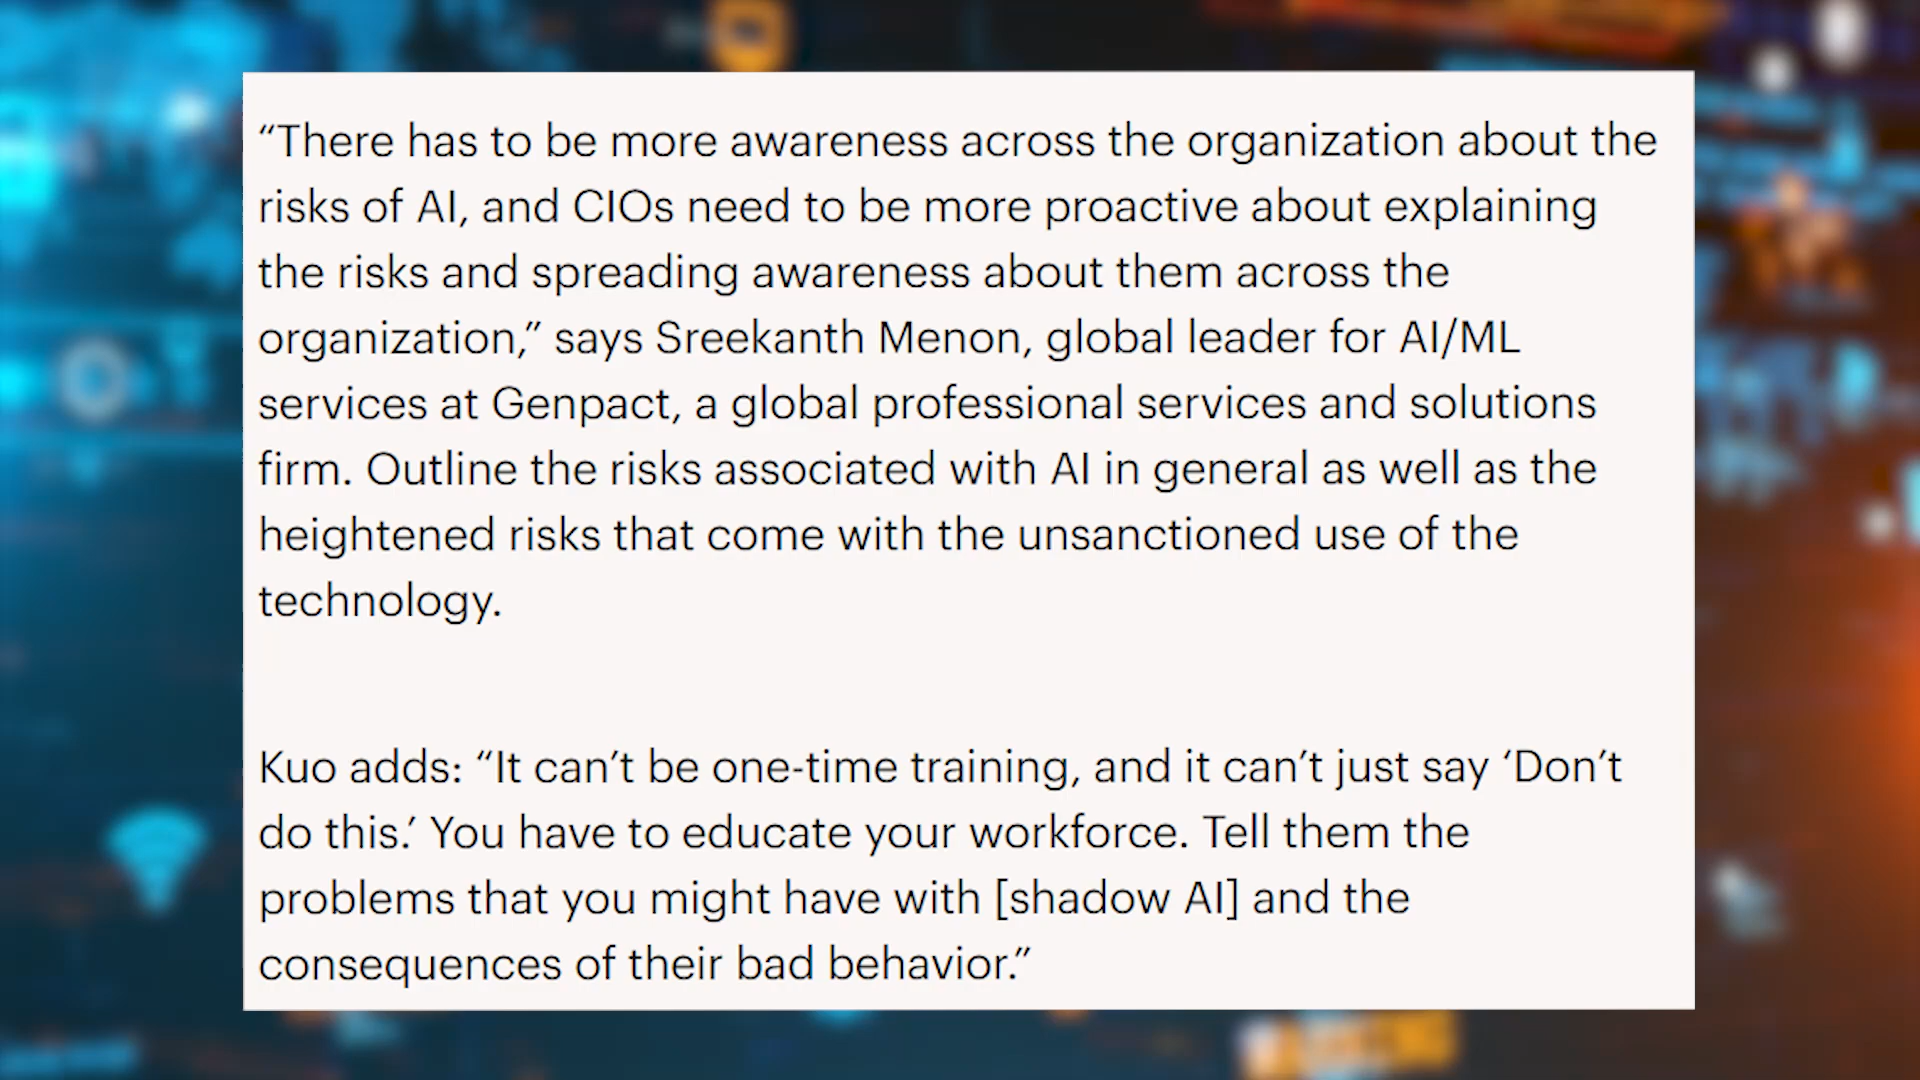 “There has to be more awareness across the organization about the
risks of AI, and CIOs need to be more proactive about explaining
the risks and spreading awareness about them across the
organization,” says Sreekanth Menon, global leader for AI/ML
services at Genpact, a global professional services and solutions
firm. Outline the risks associated with AI in general as well as the
heightened risks that come with the unsanctioned use of the
technology.
Kuo adds: “It can’t be one-time training, and it can’t just say ‘Don’t
do this.’ You have to educate your workforce. Tell them the
problems that you might have with [shadow AI] and the
consequences of their bad behavior.”